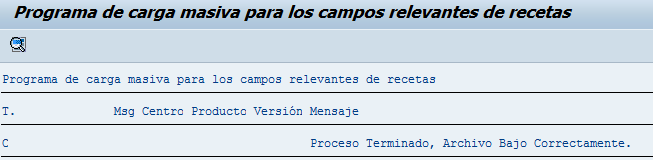 Programa de carga masiva para los campos relevantes de recetas
Programa de carga masiva para los campos relevantes de recetas
T. Msg Centro Producto Versión Mensaje
C Proceso Terminado, Archivo Bajo Correctamente.